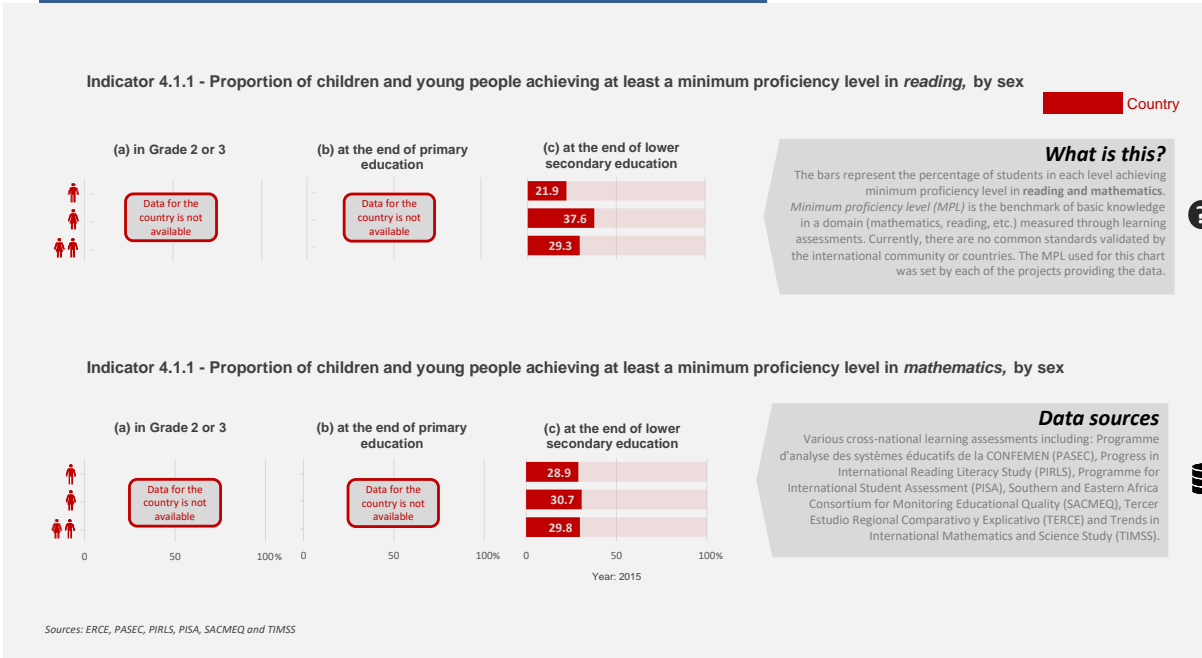 Indicator 4.1.1 - Proportion of children and young people achieving at least a minimum proficiency level in reading, by sex
Country
(a) in Grade 2 or 3
(b) at the end of primary
education
(c) at the end of lower
secondary education
Data for the
country is not
available
Data for the
country is not
available
21.9
37.6
29.3
What is this?
The bars represent the percentage of students in each level achieving
minimum proficiency level in reading and mathematics.
Minimum proficiency level (MPL) is the benchmark of basic knowledge
in a domain (mathematics, reading, etc.) measured through learning
assessments. Currently, there are no common standards validated by
the international community or countries. The MPL used for this chart
was set by each of the projects providing the data.
?
Indicator 4.1.1 - Proportion of children and young people achieving at least a minimum proficiency level in mathematics, by sex
(a) in Grade 2 or 3
(b) at the end of primary
education
(c) at the end of lower
secondary education
Data for the
country is not
available
Data for the
country is not
available
28.9
30.7
29.8
0 50 100%
0 50 100%
0 50 100%
Year: 2015
Data sources
Various cross-national learning assessments including: Programme
d'analyse des systèmes éducatifs de la CONFEMEN (PASEC), Progress in
International Reading Literacy Study (PIRLS), Programme for
International Student Assessment (PISA), Southern and Eastern Africa
Consortium for Monitoring Educational Quality (SACMEQ), Tercer
Estudio Regional Comparativo y Explicativo (TERCE) and Trends in
International Mathematics and Science Study (TIMSS).
Sources: ERCE, PASEC, PIRLS, PISA, SACMEQ and TIMSS